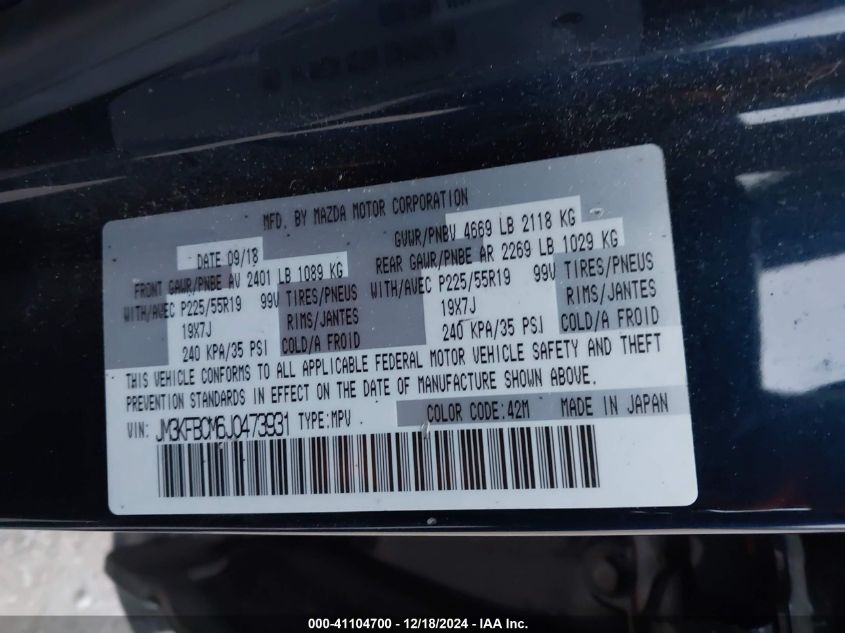 MFD. BY MAZDA MOTOR CORPORATION
DATE 09/18
GVWR/PNBV 4669 LB 2118 KG
FRONT GAWR/PNBE AV 2401 LB 1089 KG
REAR GAWR/PNBE AR 2269 LB 1029 KG
WITH/AVEC P225/55R19 99V TIRES/PNEUS
WITH/AVEC P225/55R19 99V TIRES/PNEUS
19X7J RIMS/JANTES
19X7J RIMS/JANTES
240 KPA/35 PSI COLD/A FROID
240 KPA/35 PSI COLD/A FROID
THIS VEHICLE CONFORMS TO ALL APPLICABLE FEDERAL MOTOR VEHICLE SAFETY AND THEFT
PREVENTION STANDARDS IN EFFECT ON THE DATE OF MANUFACTURE SHOWN ABOVE.
VIN: JM3KFBCM6J0473931 TYPE:MPV COLOR CODE:42M MADE IN JAPAN
000-41104700 - 12/18/2024 - IAA Inc.